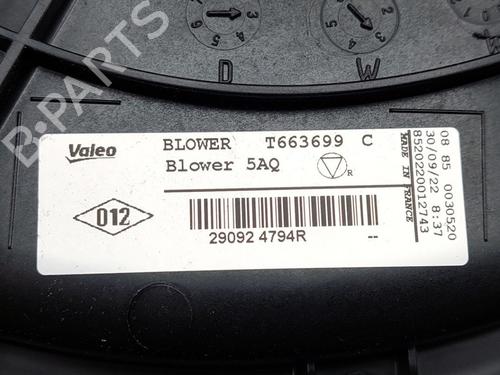 D W
Valeo BLOWER T663699 C
Blower 5AQ R
012
29092 4794R --
08 85 0030520
30/09/22 8:37
8520220012743
MADE IN FRANCE
B-PARTS